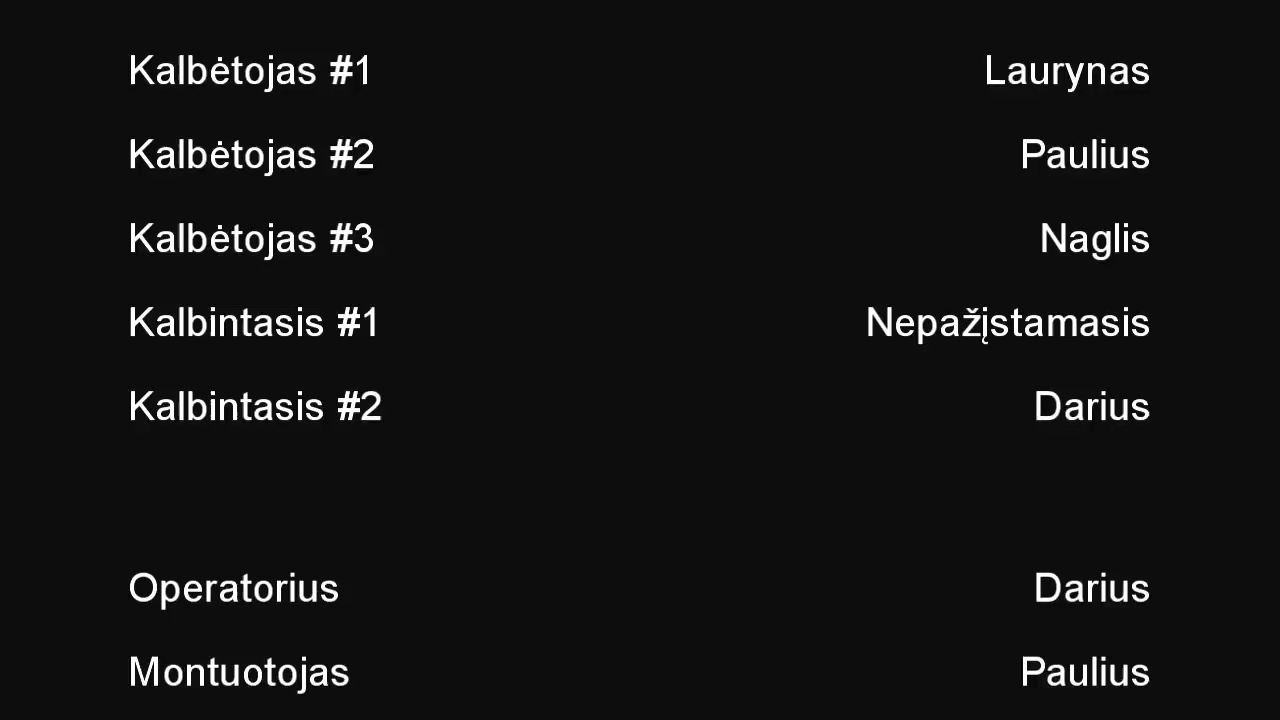 Kalbėtojas #1 Laurynas
Kalbėtojas #2 Paulius
Kalbėtojas #3 Naglis
Kalbintasis #1 Nepažįstamasis
Kalbintasis #2 Darius
Operatorius Darius
Montuotojas Paulius